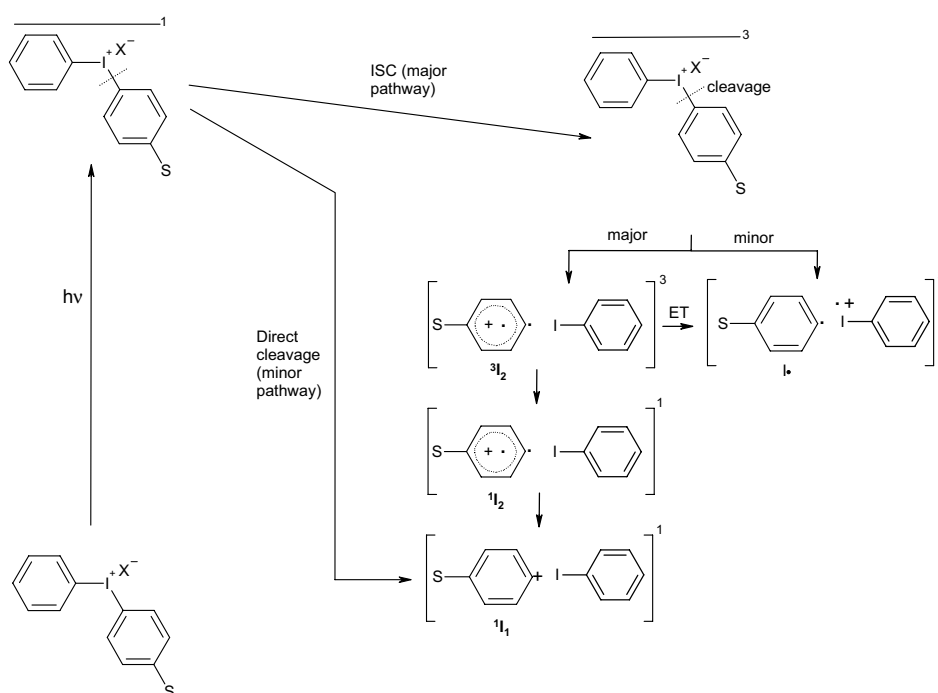 1
I⁺ X⁻
S
ISC (major
pathway)
3
I⁺ X⁻
cleavage
S
hν
Direct
cleavage
(minor
pathway)
major
minor
S + · · I 3
³I₂
ET
S · · + I
I•
S + · · I 1
¹I₂
S + I 1
¹I₁
I⁺ X⁻
S